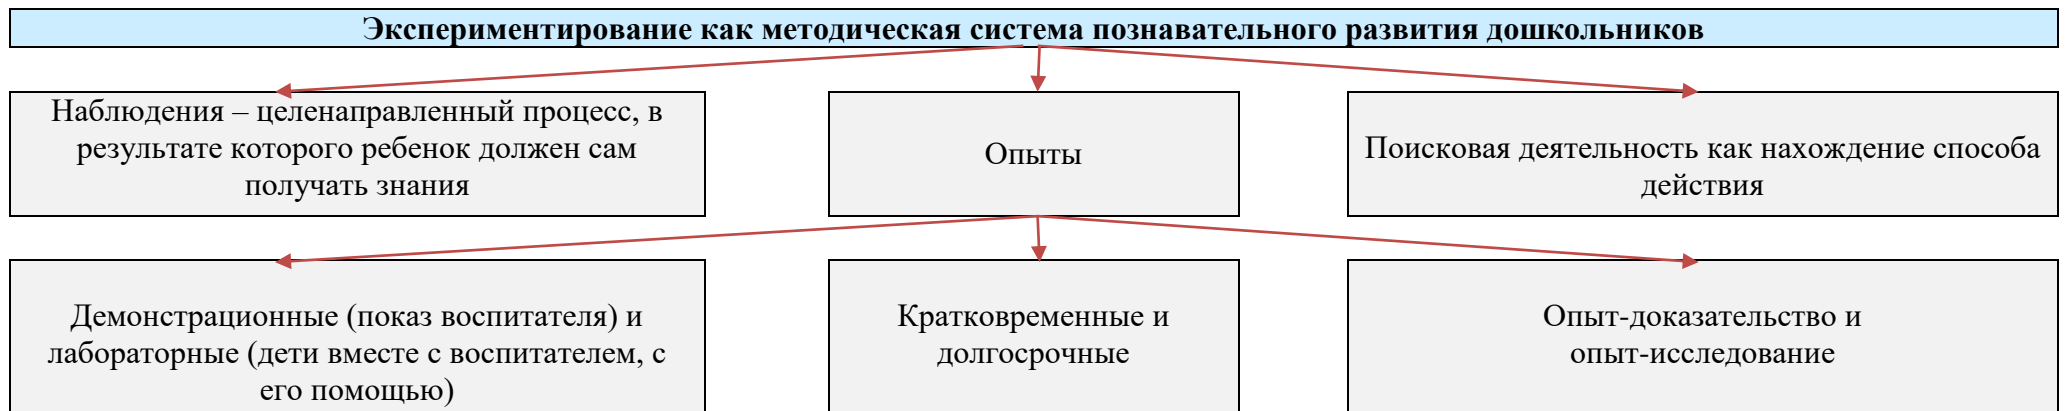 Экспериментирование как методическая система познавательного развития дошкольников
Наблюдения – целенаправленный процесс, в
результате которого ребенок должен сам
получать знания
Опыты
Поисковая деятельность как нахождение способа
действия
Демонстрационные (показ воспитателя) и
лабораторные (дети вместе с воспитателем, с
его помощью)
Кратковременные и
долгосрочные
Опыт-доказательство и
опыт-исследование